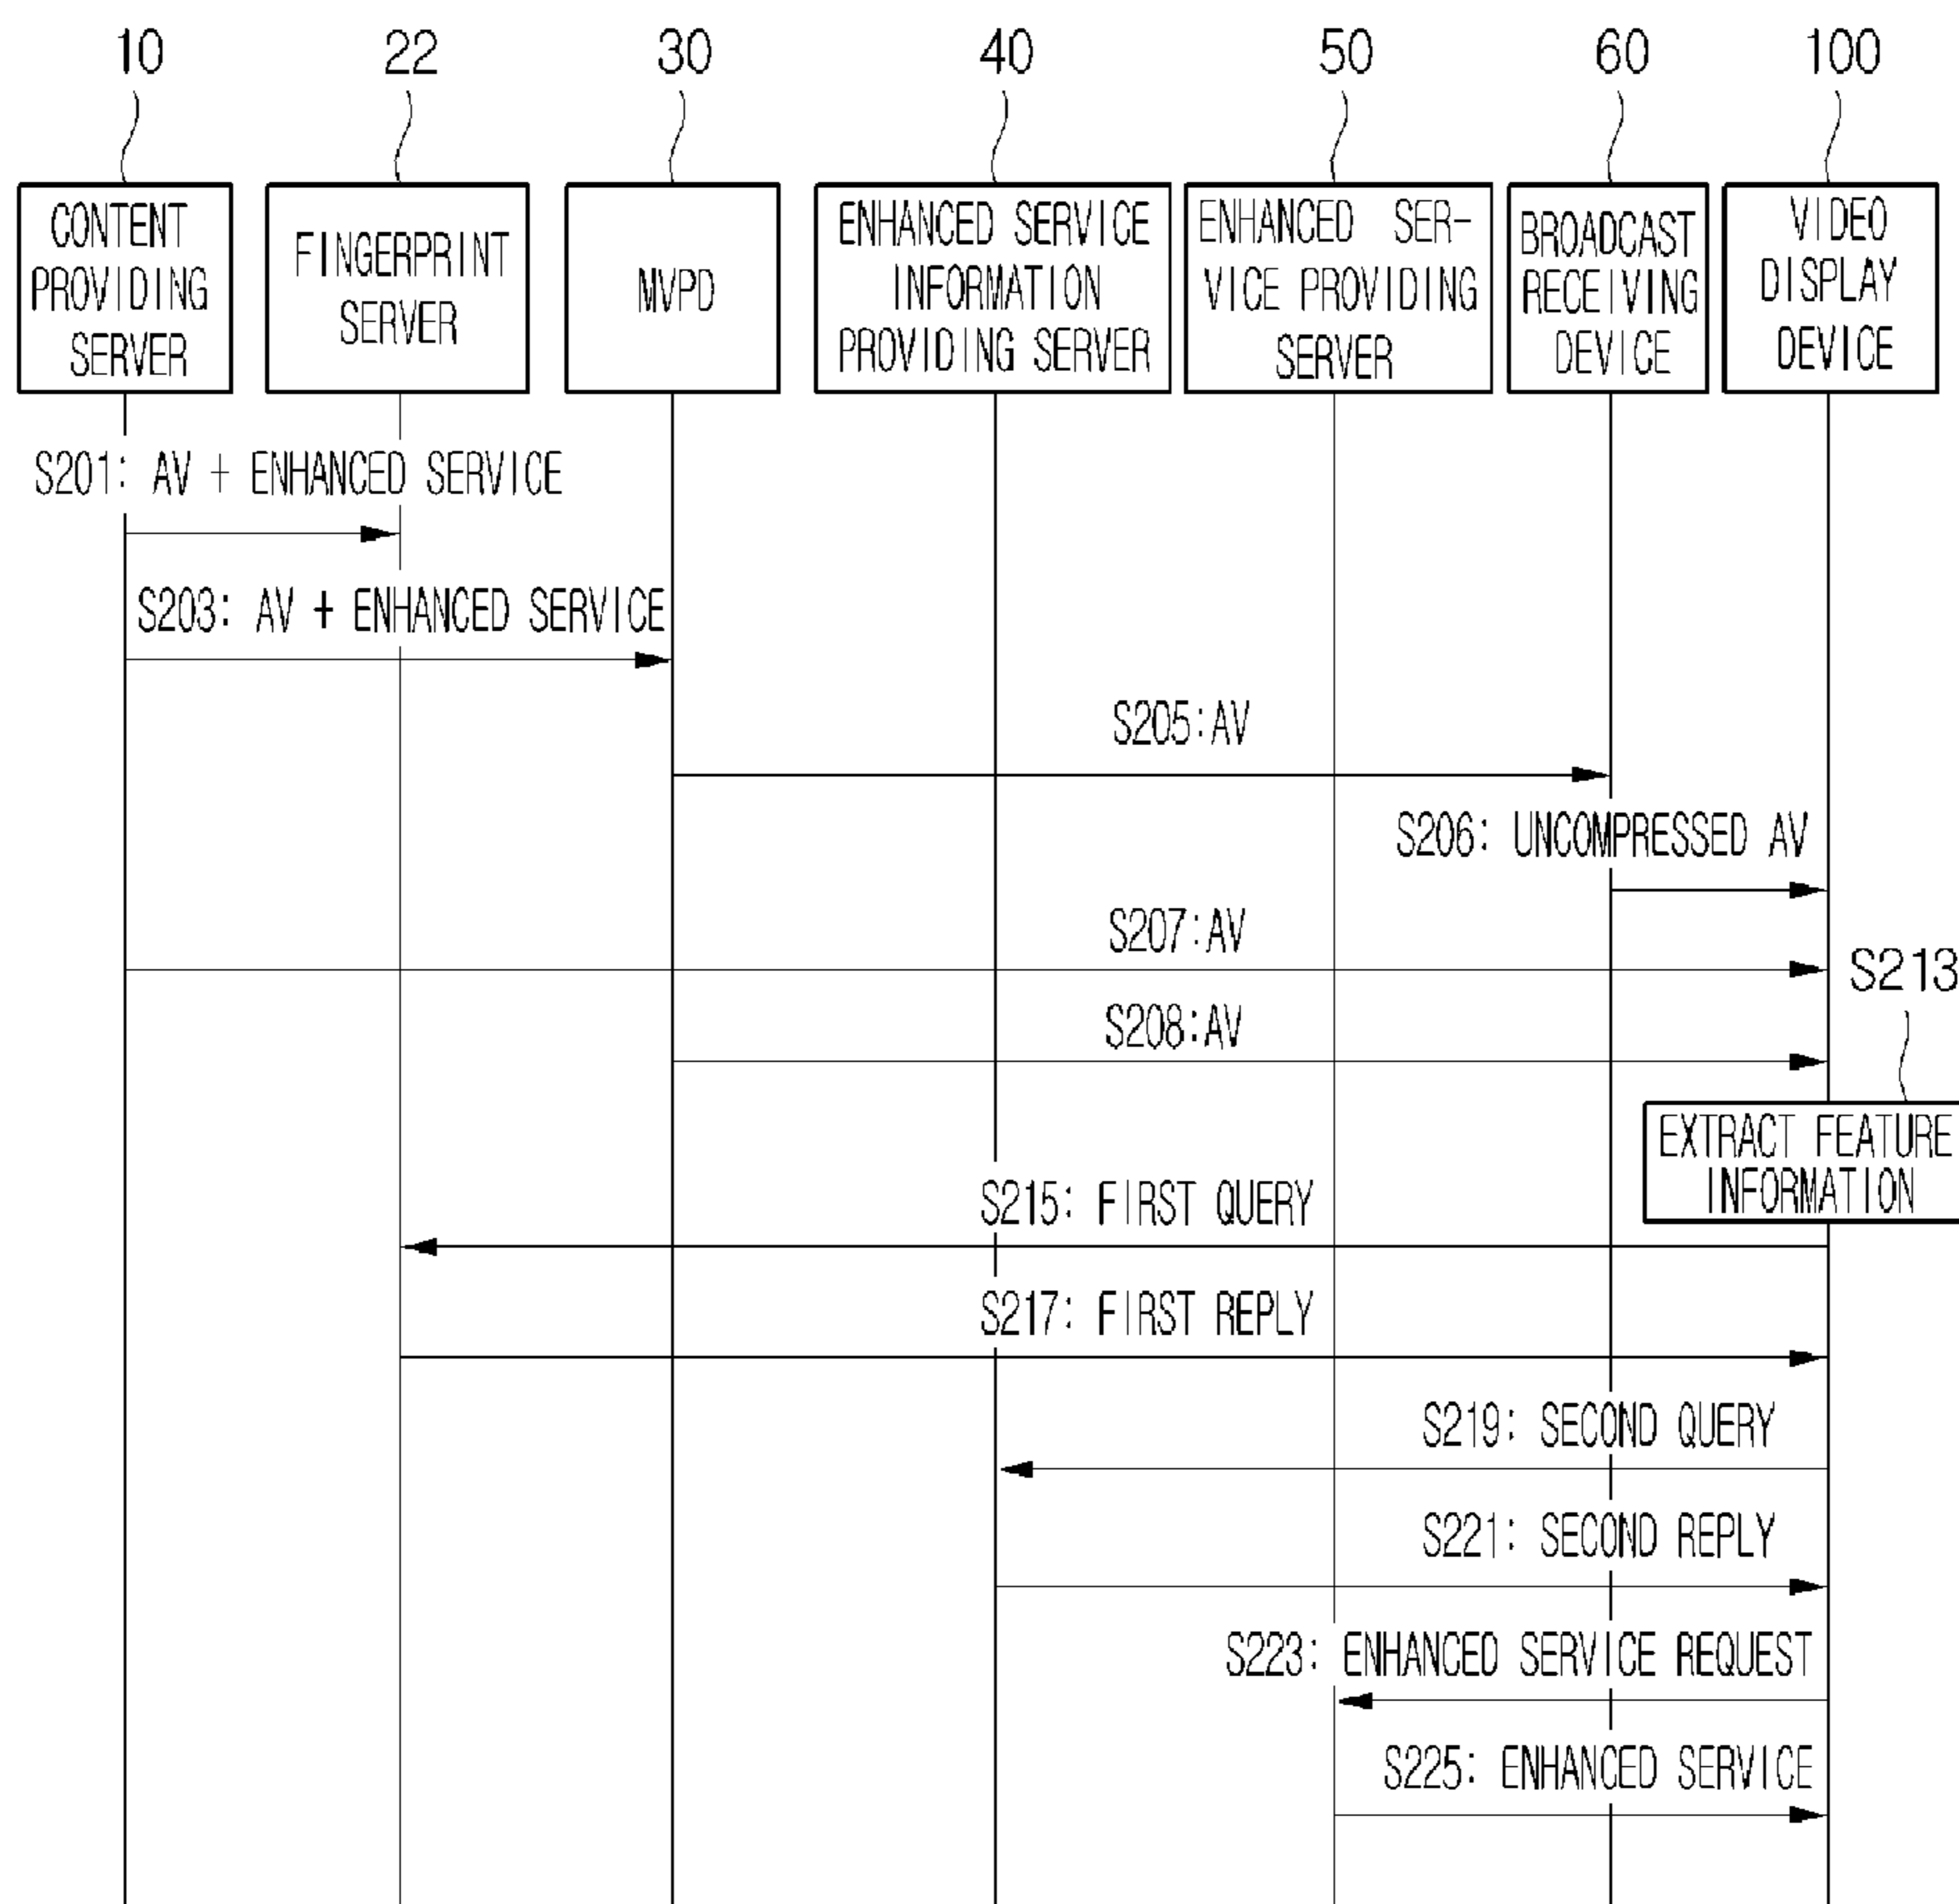 10 22 30 40 50 60 100
CONTENT
PROVIDING
SERVER
FINGERPRINT
SERVER
MVPD
ENHANCED SERVICE
INFORMATION
PROVIDING SERVER
ENHANCED SER-
VICE PROVIDING
SERVER
BROADCAST
RECEIVING
DEVICE
VIDEO
DISPLAY
DEVICE
S201: AV + ENHANCED SERVICE
S203: AV + ENHANCED SERVICE
S205:AV
S206: UNCOMPRESSED AV
S207:AV
S208:AV
S213
EXTRACT FEATURE
INFORMATION
S215: FIRST QUERY
S217: FIRST REPLY
S219: SECOND QUERY
S221: SECOND REPLY
S223: ENHANCED SERVICE REQUEST
S225: ENHANCED SERVICE